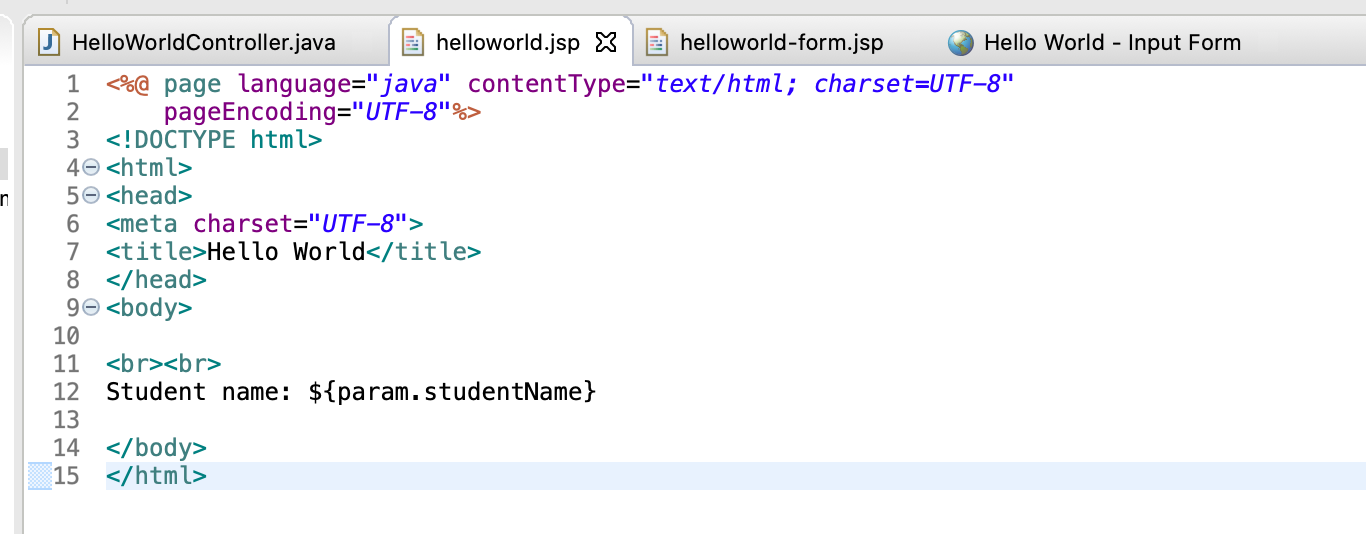 HelloWorldController.java helloworld.jsp helloworld-form.jsp Hello World - Input Form
1 <%@ page language="java" contentType="text/html; charset=UTF-8"
2     pageEncoding="UTF-8"%>
3 <!DOCTYPE html>
4 <html>
5 <head>
6 <meta charset="UTF-8">
7 <title>Hello World</title>
8 </head>
9 <body>
10
11 <br><br>
12 Student name: ${param.studentName}
13
14 </body>
15 </html>